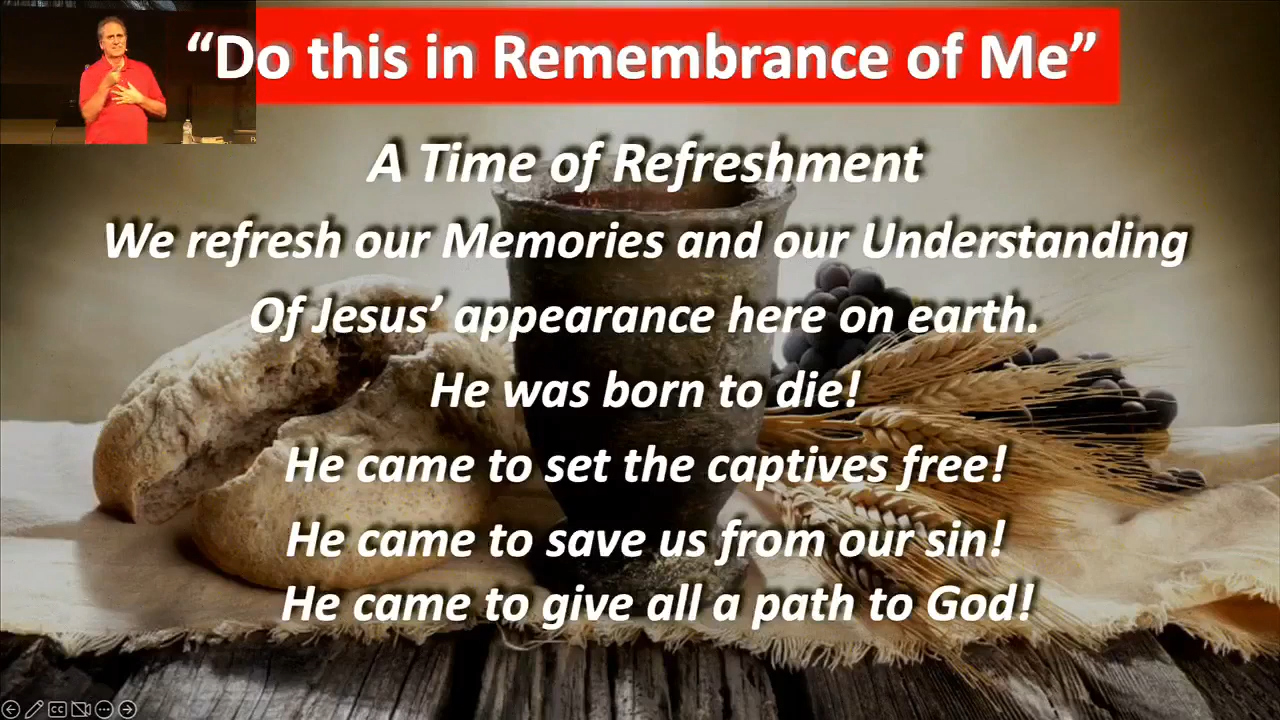 “Do this in Remembrance of Me”
A Time of Refreshment
We refresh our Memories and our Understanding
Of Jesus’ appearance here on earth.
He was born to die!
He came to set the captives free!
He came to save us from our sin!
He came to give all a path to God!
CC